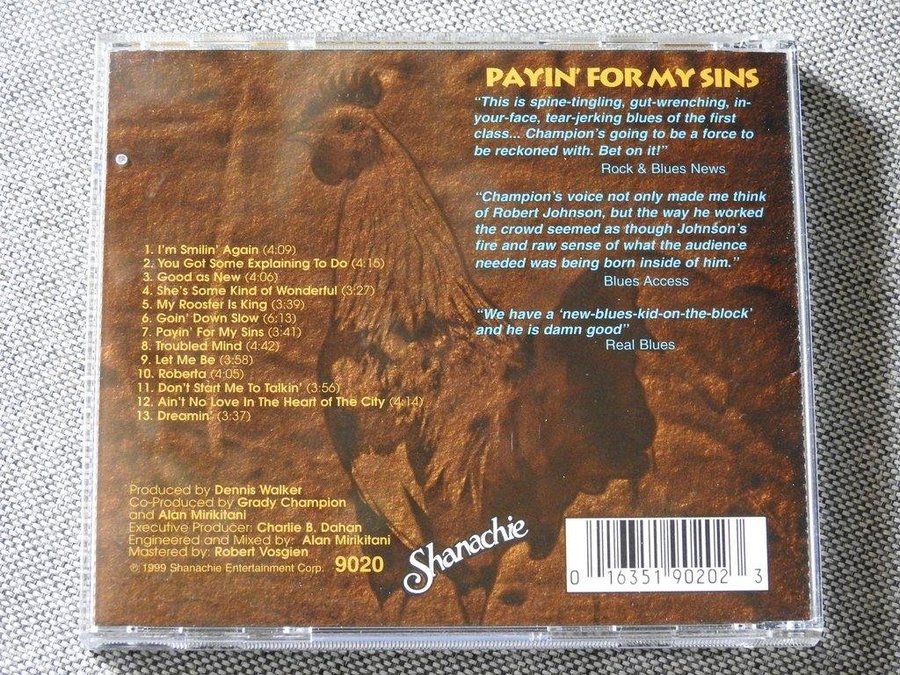 PAYIN' FOR MY SINS
"This is spine-tingling, gut-wrenching, in-
your-face, tear-jerking blues of the first
class... Champion's going to be a force to
be reckoned with. Bet on it!"
Rock & Blues News
"Champion's voice not only made me think
of Robert Johnson, but the way he worked
the crowd seemed as though Johnson's
fire and raw sense of what the audience
needed was being born inside of him."
Blues Access
"We have a 'new-blues-kid-on-the-block'
and he is damn good"
Real Blues
1. I'm Smilin' Again (4:09)
2. You Got Some Explaining To Do (4:15)
3. Good as New (4:06)
4. She's Some Kind of Wonderful (3:27)
5. My Rooster Is King (3:39)
6. Goin' Down Slow (6:13)
7. Payin' For My Sins (3:41)
8. Troubled Mind (4:42)
9. Let Me Be (3:58)
10. Roberta (4:05)
11. Don't Start Me To Talkin' (3:56)
12. Ain't No Love In The Heart of The City (4:14)
13. Dreamin' (3:37)
Produced by Dennis Walker
Co-Produced by Grady Champion
and Alan Mirikitani
Executive Producer: Charlie B. Dahan
Engineered and Mixed by: Alan Mirikitani
Mastered by: Robert Vosgien
℗ 1999 Shanachie Entertainment Corp. 9020
Shanachie
0 16351 90202 3